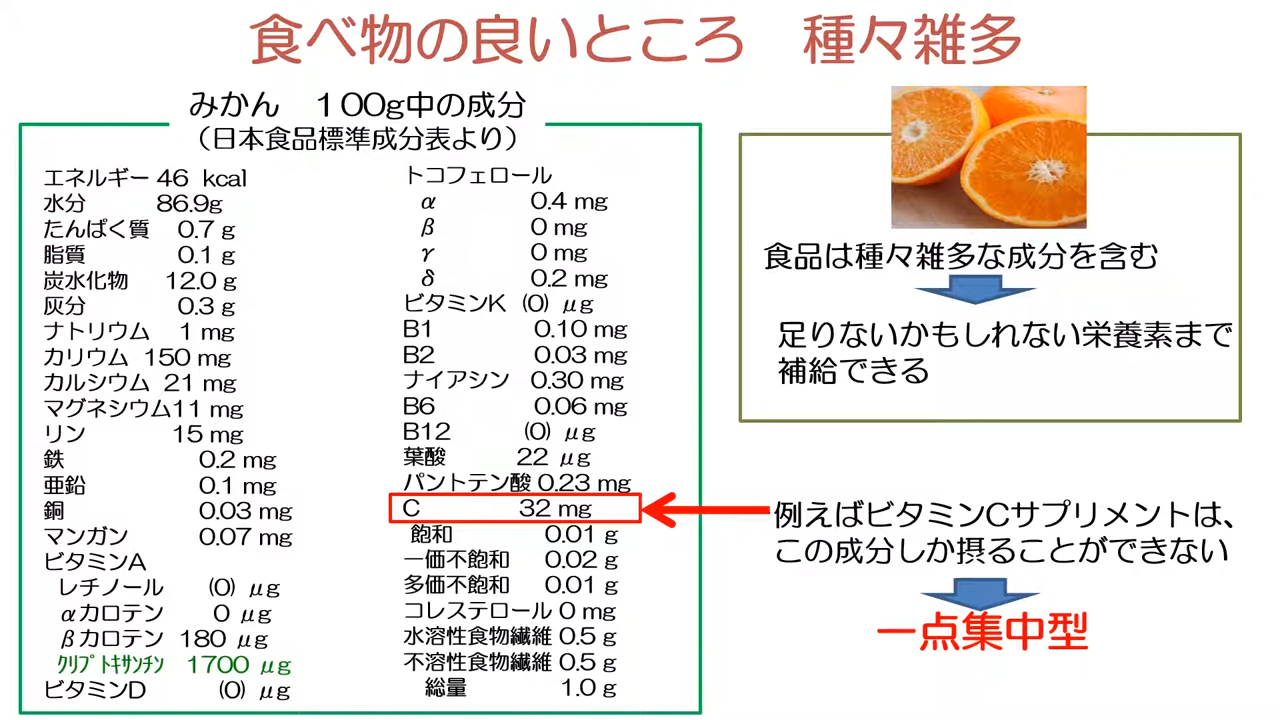 食べ物の良いところ 種々雑多
みかん 100g中の成分
(日本食品標準成分表より)
エネルギー 46 kcal
水分 86.9g
たんぱく質 0.7 g
脂質 0.1 g
炭水化物 12.0 g
灰分 0.3 g
ナトリウム 1 mg
カリウム 150 mg
カルシウム 21 mg
マグネシウム11 mg
リン 15 mg
鉄 0.2 mg
亜鉛 0.1 mg
銅 0.03 mg
マンガン 0.07 mg
ビタミンA
レチノール (0) μg
αカロテン 0 μg
βカロテン 180 μg
クリプトキサンチン 1700 μg
ビタミンD (0) μg
トコフェロール
α 0.4 mg
β 0 mg
γ 0 mg
δ 0.2 mg
ビタミンK (0) μg
B1 0.10 mg
B2 0.03 mg
ナイアシン 0.30 mg
B6 0.06 mg
B12 (0) μg
葉酸 22 μg
パントテン酸 0.23 mg
C 32 mg
飽和 0.01 g
一価不飽和 0.02 g
多価不飽和 0.01 g
コレステロール 0 mg
水溶性食物繊維 0.5 g
不溶性食物繊維 0.5 g
総量 1.0 g
食品は種々雑多な成分を含む
足りないかもしれない栄養素まで
補給できる
例えばビタミンCサプリメントは、
この成分しか摂ることができない
一点集中型